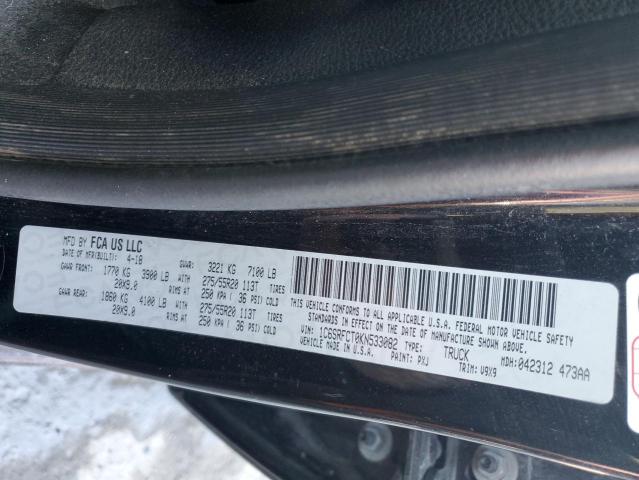 MFD BY FCA US LLC
DATE OF MFR(BUILT): 4-18 GVWR: 3221 KG 7100 LB
GAWR FRONT: 1770 KG 3900 LB WITH 275/55R20 113T TIRES
20X9.0 RIMS AT 250 KPA ( 36 PSI) COLD
GAWR REAR: 1860 KG 4100 LB WITH 275/55R20 113T TIRES
20X9.0 RIMS AT 250 KPA ( 36 PSI) COLD
THIS VEHICLE CONFORMS TO ALL APPLICABLE U.S.A. FEDERAL MOTOR VEHICLE SAFETY
STANDARDS IN EFFECT ON THE DATE OF MANUFACTURE SHOWN ABOVE.
VIN: 1C6SRFCT0KN533082 TYPE: TRUCK
VEHICLE MADE IN U.S.A. PAINT: PXJ TRIM: V9X9 MDH:042312 473AA